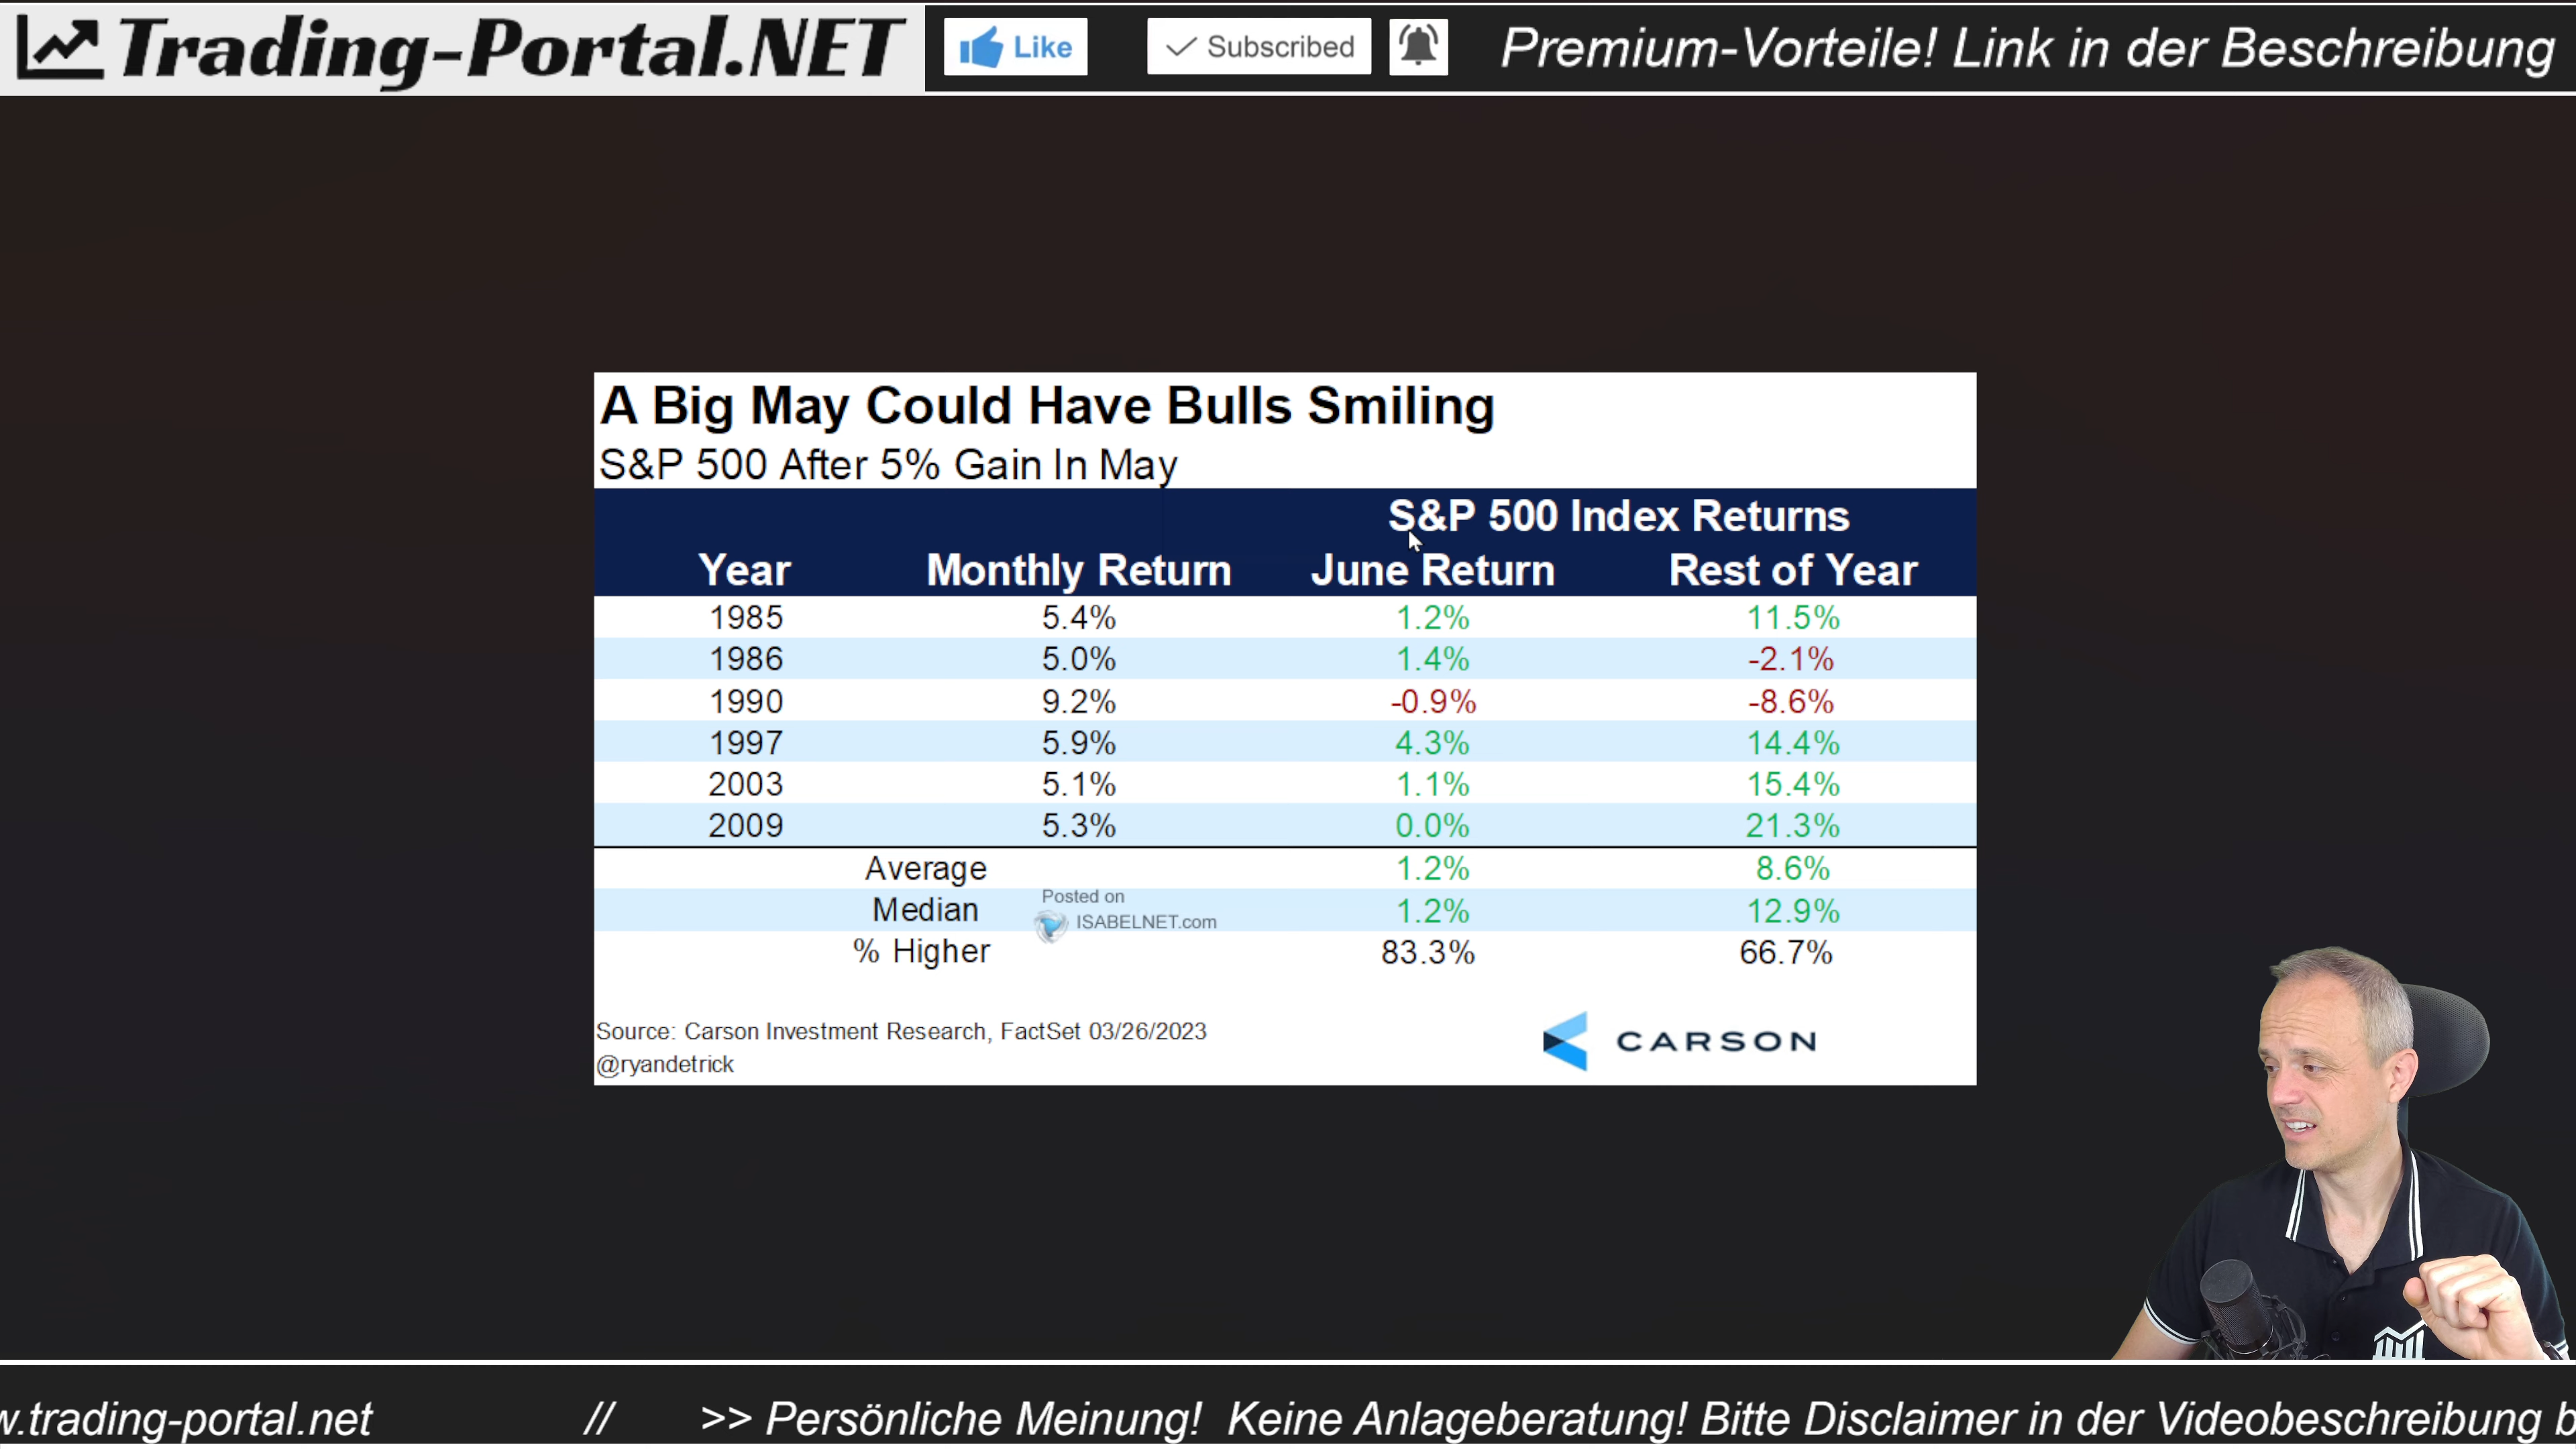 Trading-Portal.NET
Like
Subscribed
Premium-Vorteile! Link in der Beschreibung
A Big May Could Have Bulls Smiling
S&P 500 After 5% Gain In May
S&P 500 Index Returns
Year Monthly Return June Return Rest of Year
1985 5.4% 1.2% 11.5%
1986 5.0% 1.4% -2.1%
1990 9.2% -0.9% -8.6%
1997 5.9% 4.3% 14.4%
2003 5.1% 1.1% 15.4%
2009 5.3% 0.0% 21.3%
Average 1.2% 8.6%
Median 1.2% 12.9%
Posted on
ISABELNET.com
% Higher 83.3% 66.7%
Source: Carson Investment Research, FactSet 03/26/2023
@ryandetrick
CARSON
.trading-portal.net // >> Persönliche Meinung! Keine Anlageberatung! Bitte Disclaimer in der Videobeschreibung